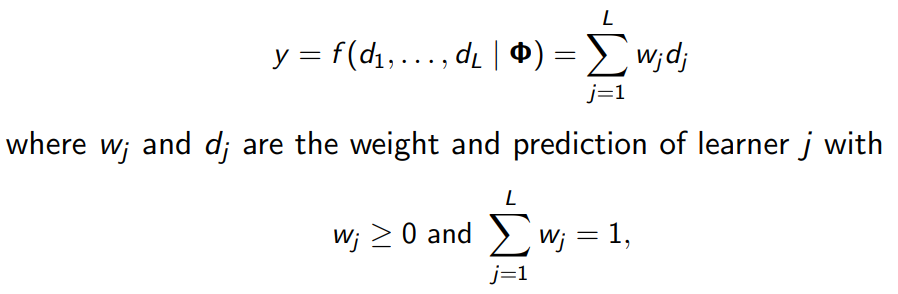 y = f(d₁, . . . , d_L | Φ) = ∑_{j=1}^{L} w_j d_j
where w_j and d_j are the weight and prediction of learner j with
w_j ≥ 0 and ∑_{j=1}^{L} w_j = 1,